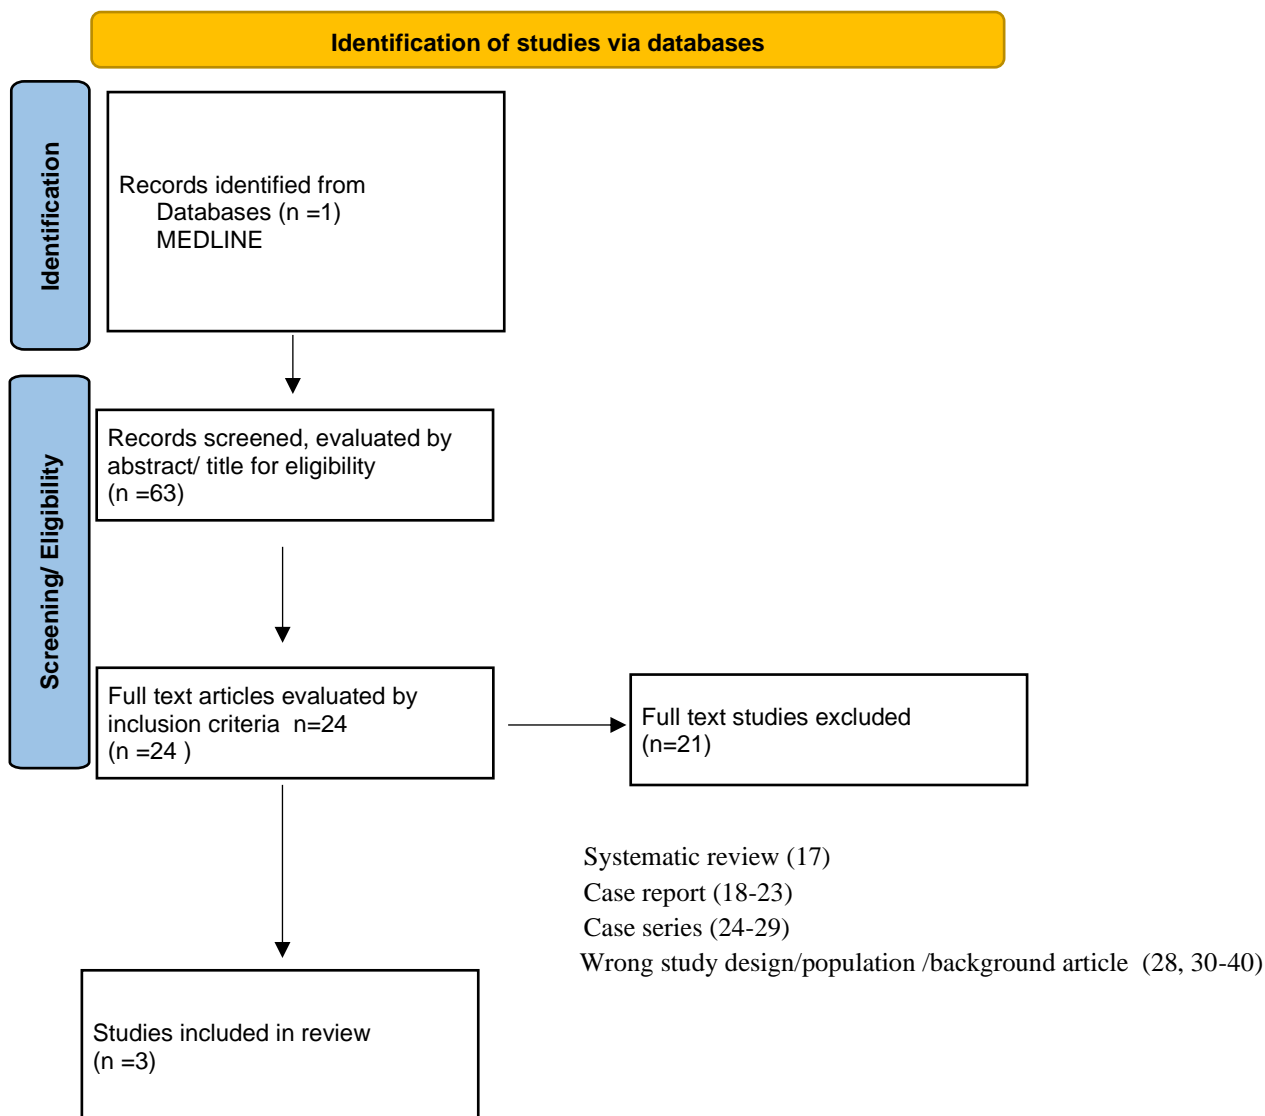 Identification of studies via databases
Identification
Records identified from
Databases (n =1)
MEDLINE
Screening/ Eligibility
Records screened, evaluated by
abstract/ title for eligibility
(n =63)
Full text articles evaluated by
inclusion criteria  n=24
(n =24 )
Full text studies excluded
(n=21)
Systematic review (17)
Case report (18-23)
Case series (24-29)
Wrong study design/population /background article  (28, 30-40)
Studies included in review
(n =3)